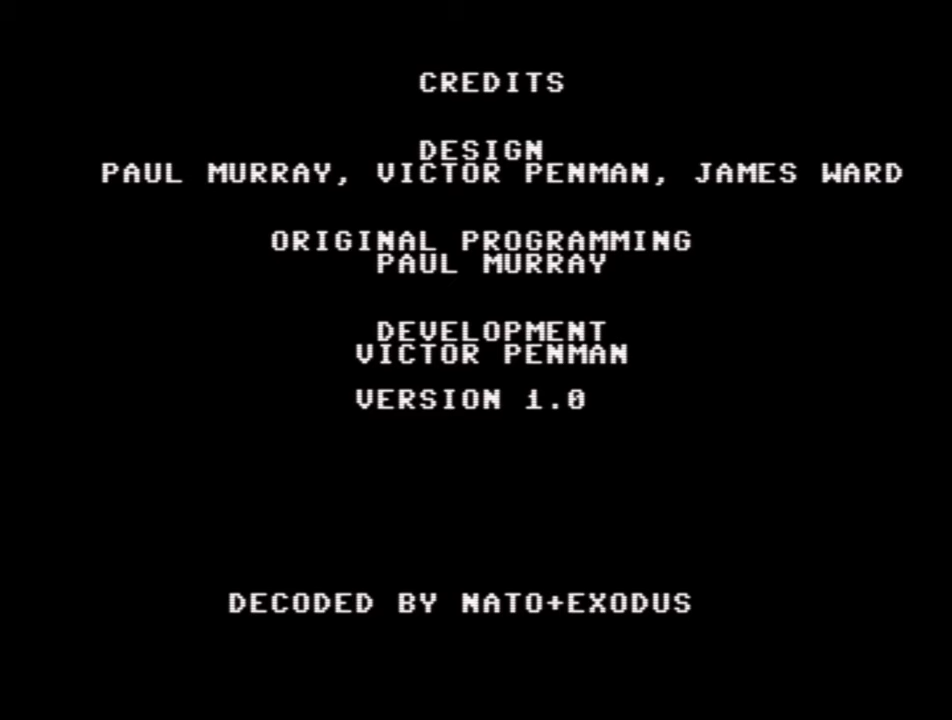 CREDITS
DESIGN
PAUL MURRAY, VICTOR PENMAN, JAMES WARD
ORIGINAL PROGRAMMING
PAUL MURRAY
DEVELOPMENT
VICTOR PENMAN
VERSION 1.0
DECODED BY NATO+EXODUS